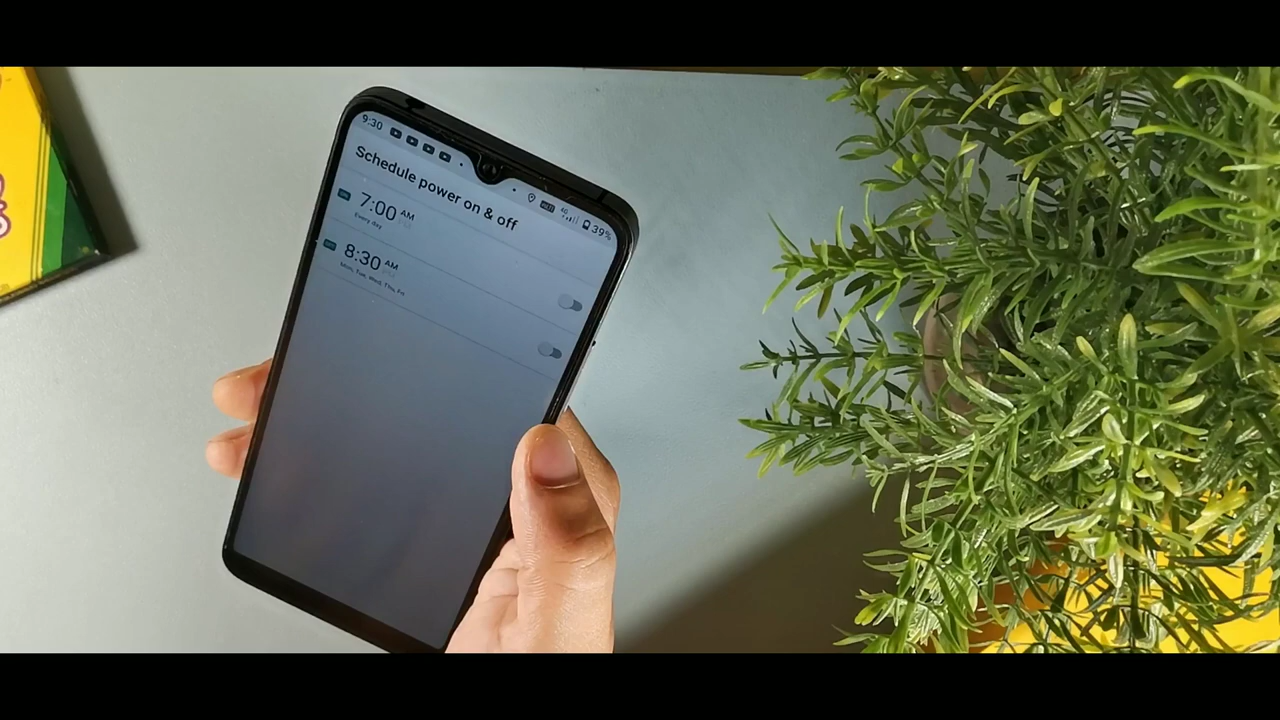 9:30
4G
39%
Schedule power on & off
7:00 AM
Every day
8:30 AM
Mon, Tue, Wed, Thu, Fri